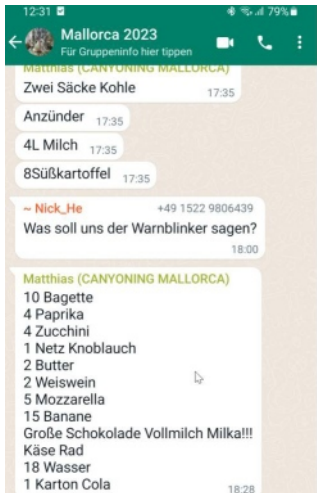 12:31
79%
Mallorca 2023
Für Gruppeninfo hier tippen
Matthias (CANYONING MALLORCA)
Zwei Säcke Kohle
17:35
Anzünder 17:35
4L Milch 17:35
8Süßkartoffel 17:35
~ Nick_He +49 1522 9806439
Was soll uns der Warnblinker sagen?
18:00
Matthias (CANYONING MALLORCA)
10 Bagette
4 Paprika
4 Zucchini
1 Netz Knoblauch
2 Butter
2 Weiswein
5 Mozzarella
15 Banane
Große Schokolade Vollmilch Milka!!!
Käse Rad
18 Wasser
1 Karton Cola
18:28